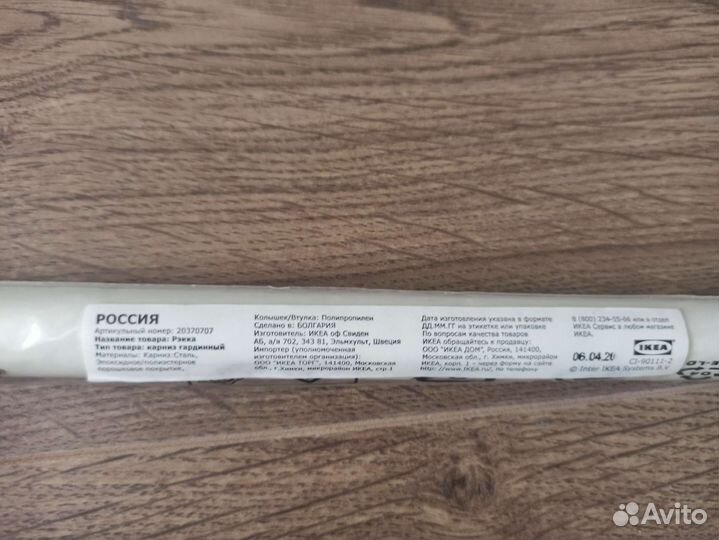 РОССИЯ
Артикульный номер: 20370707
Название товара: Рэкка
Тип товара: карниз гардинный
Материалы: Карниз:Сталь,
Эпоксидное/полиэстерное
порошковое покрытие,
Колышек/Втулка: Полипропилен
Сделано в: БОЛГАРИЯ
Изготовитель: ИКЕА оф Свиден
АБ, а/я 702, 343 81, Эльмхульт, Швеция
Импортер (уполномоченная
изготовителем организация):
ООО "ИКЕА ТОРГ", 141400, Московская
обл., г.Химки, микрорайон ИКЕА, стр.1
Дата изготовления указана в формате
ДД.ММ.ГГ на этикетке или упаковке
По вопросам качества товаров
ИКЕА обращайтесь к продавцу:
ООО "ИКЕА ДОМ", Россия, 141400,
Московская обл., г. Химки, микрорайон
ИКЕА, корп. 1 - через форму на сайте
http://www.IKEA.ru/, по телефону
8 (800) 234-55-66 или в отдел
ИКЕА Сервис в любом магазине
ИКЕА.
06.04.20
IKEA
CI-90111-2
© Inter IKEA Systems B.V
Avito